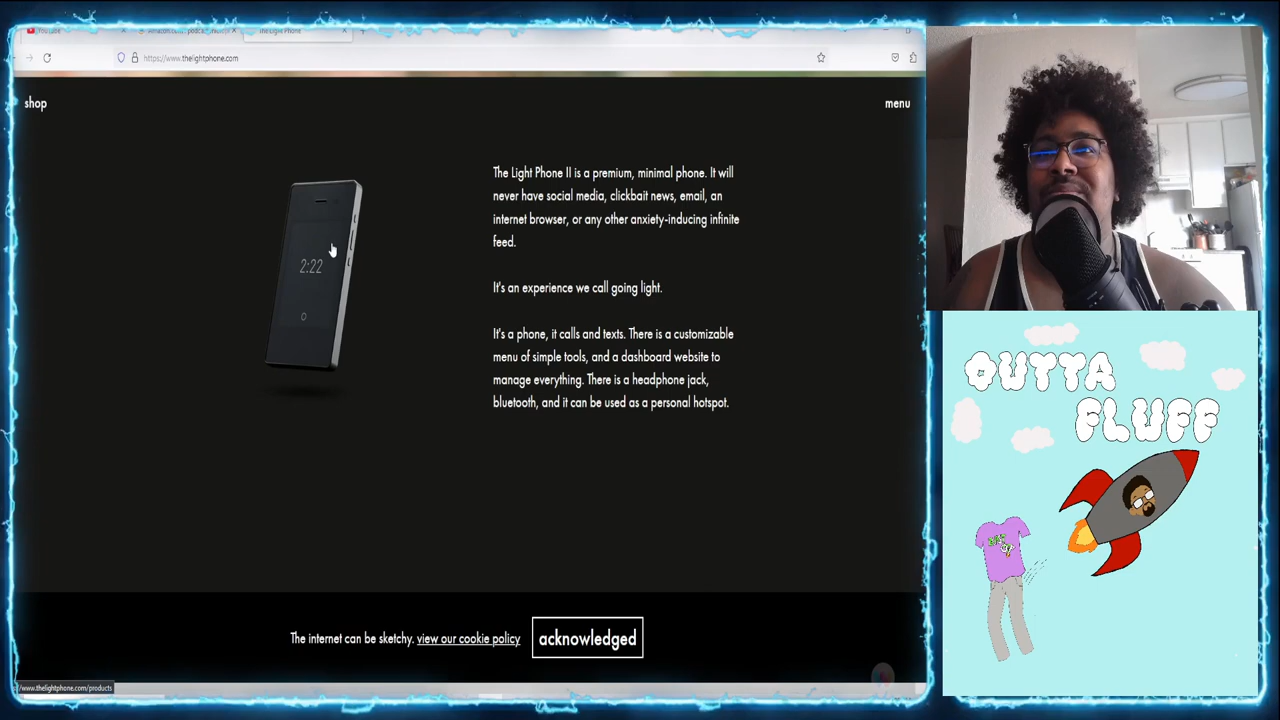 The Light Phone
https://www.thelightphone.com
shop
menu
The Light Phone II is a premium, minimal phone. It will
never have social media, clickbait news, email, an
internet browser, or any other anxiety-inducing infinite
feed.
It's an experience we call going light.
It's a phone, it calls and texts. There is a customizable
menu of simple tools, and a dashboard website to
manage everything. There is a headphone jack,
bluetooth, and it can be used as a personal hotspot.
2:22
The internet can be sketchy. view our cookie policy
acknowledged
/www.thelightphone.com/products
OUTTA
FLUFF